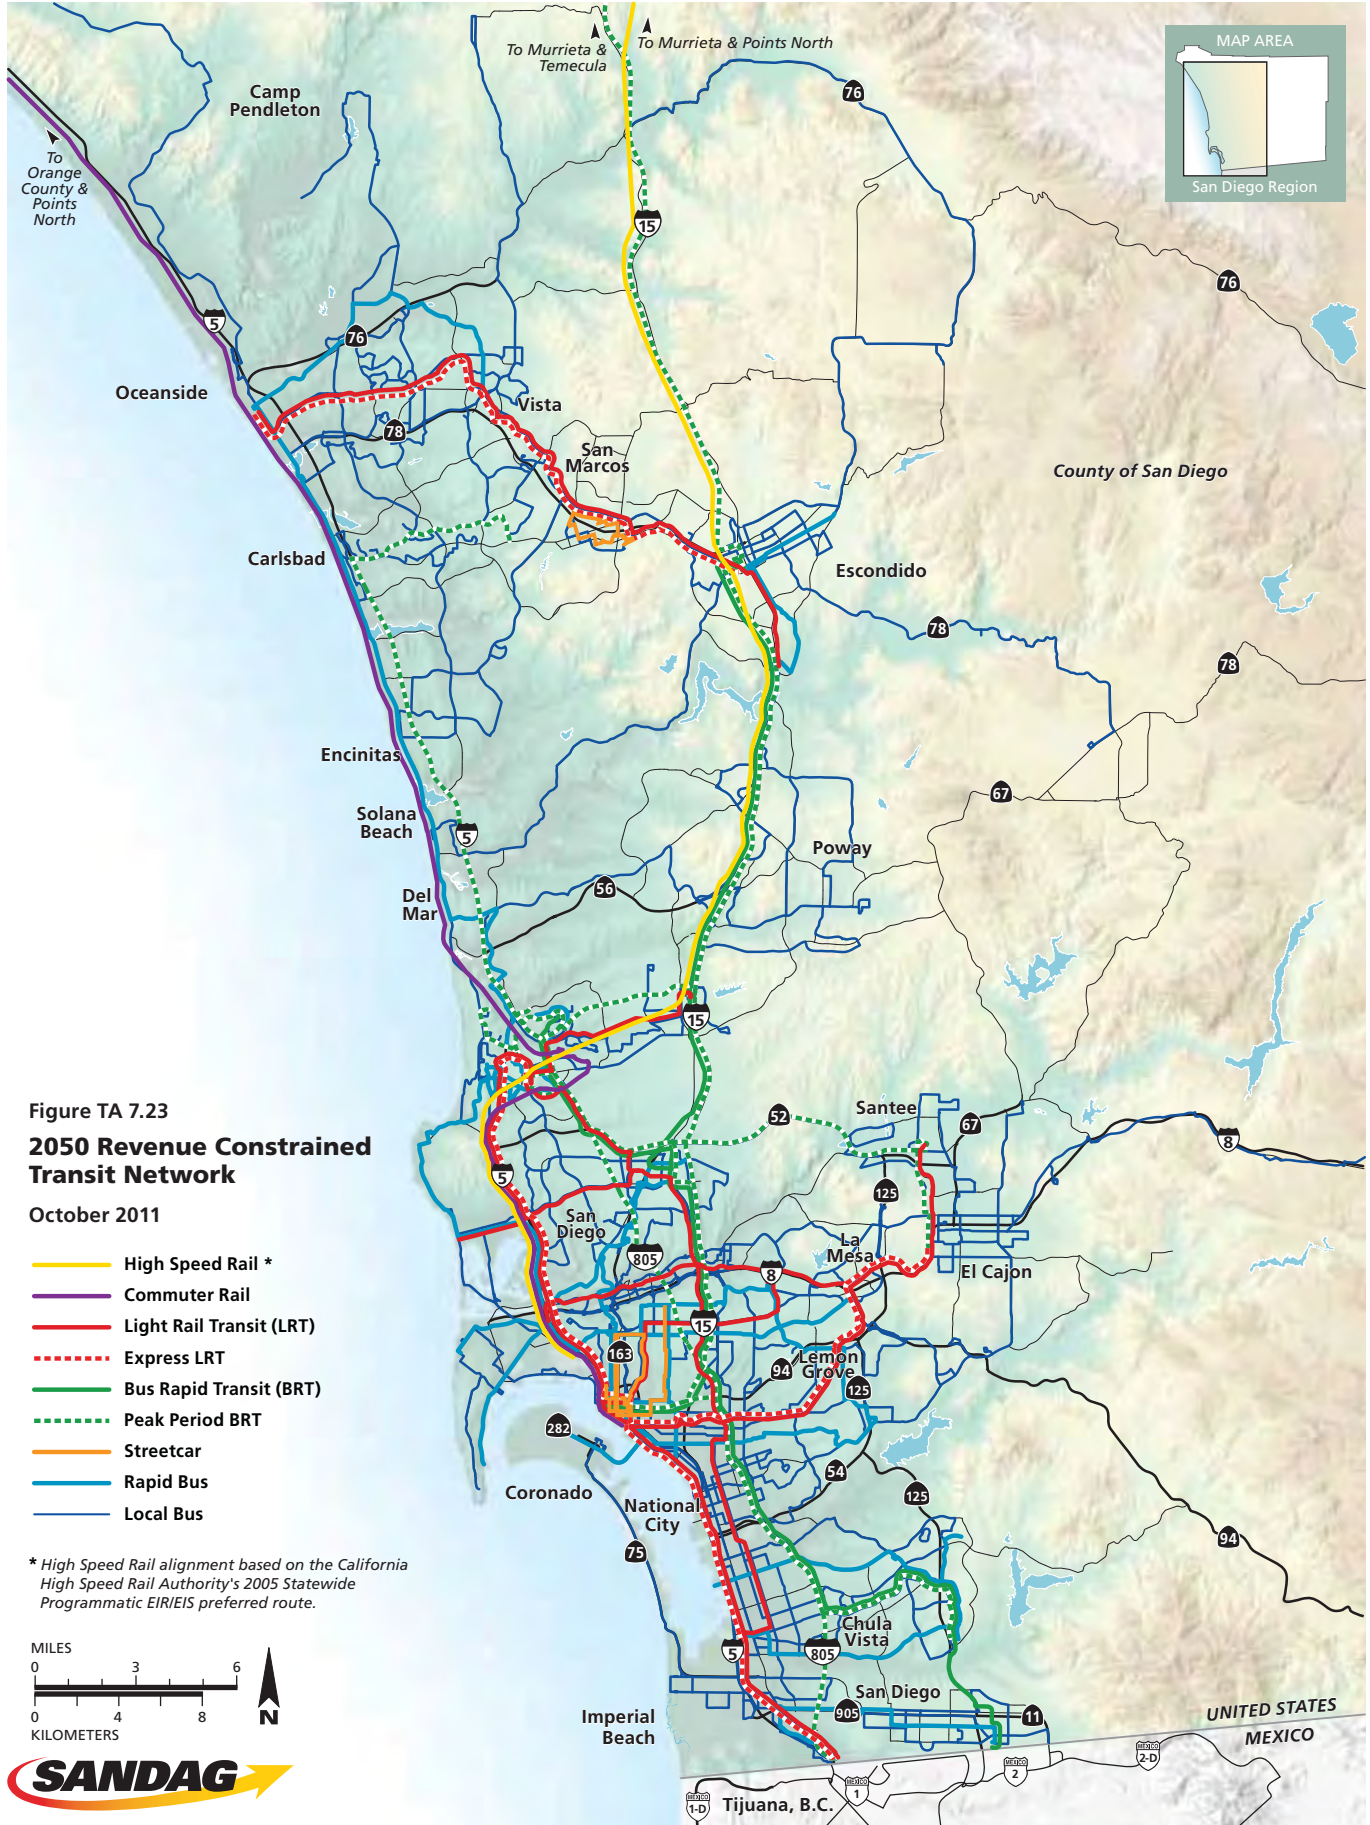 To Murrieta &
Temecula
To Murrieta & Points North
MAP AREA
San Diego Region
Camp
Pendleton
76
To
Orange
County &
Points
North
15
76
5
76
Oceanside
Vista
78
San
Marcos
County of San Diego
Carlsbad
Escondido
78
78
Encinitas
67
Solana
Beach
5
Poway
56
Del
Mar
15
Figure TA 7.23
2050 Revenue Constrained
Transit Network
October 2011
52
Santee
67
8
5
125
San
Diego
805
La
Mesa
8
El Cajon
High Speed Rail *
Commuter Rail
Light Rail Transit (LRT)
Express LRT
Bus Rapid Transit (BRT)
Peak Period BRT
Streetcar
Rapid Bus
Local Bus
15
163
94
Lemon
Grove
125
282
54
Coronado
125
National
City
75
94
* High Speed Rail alignment based on the California
High Speed Rail Authority's 2005 Statewide
Programmatic EIR/EIS preferred route.
Chula
Vista
5
805
MILES
0 3 6
0 4 8
KILOMETERS
N
San Diego
905
11
Imperial
Beach
UNITED STATES
MEXICO
SANDAG
MEXICO
2-D
MEXICO
2
MEXICO
1
MEXICO
1-D
Tijuana, B.C.